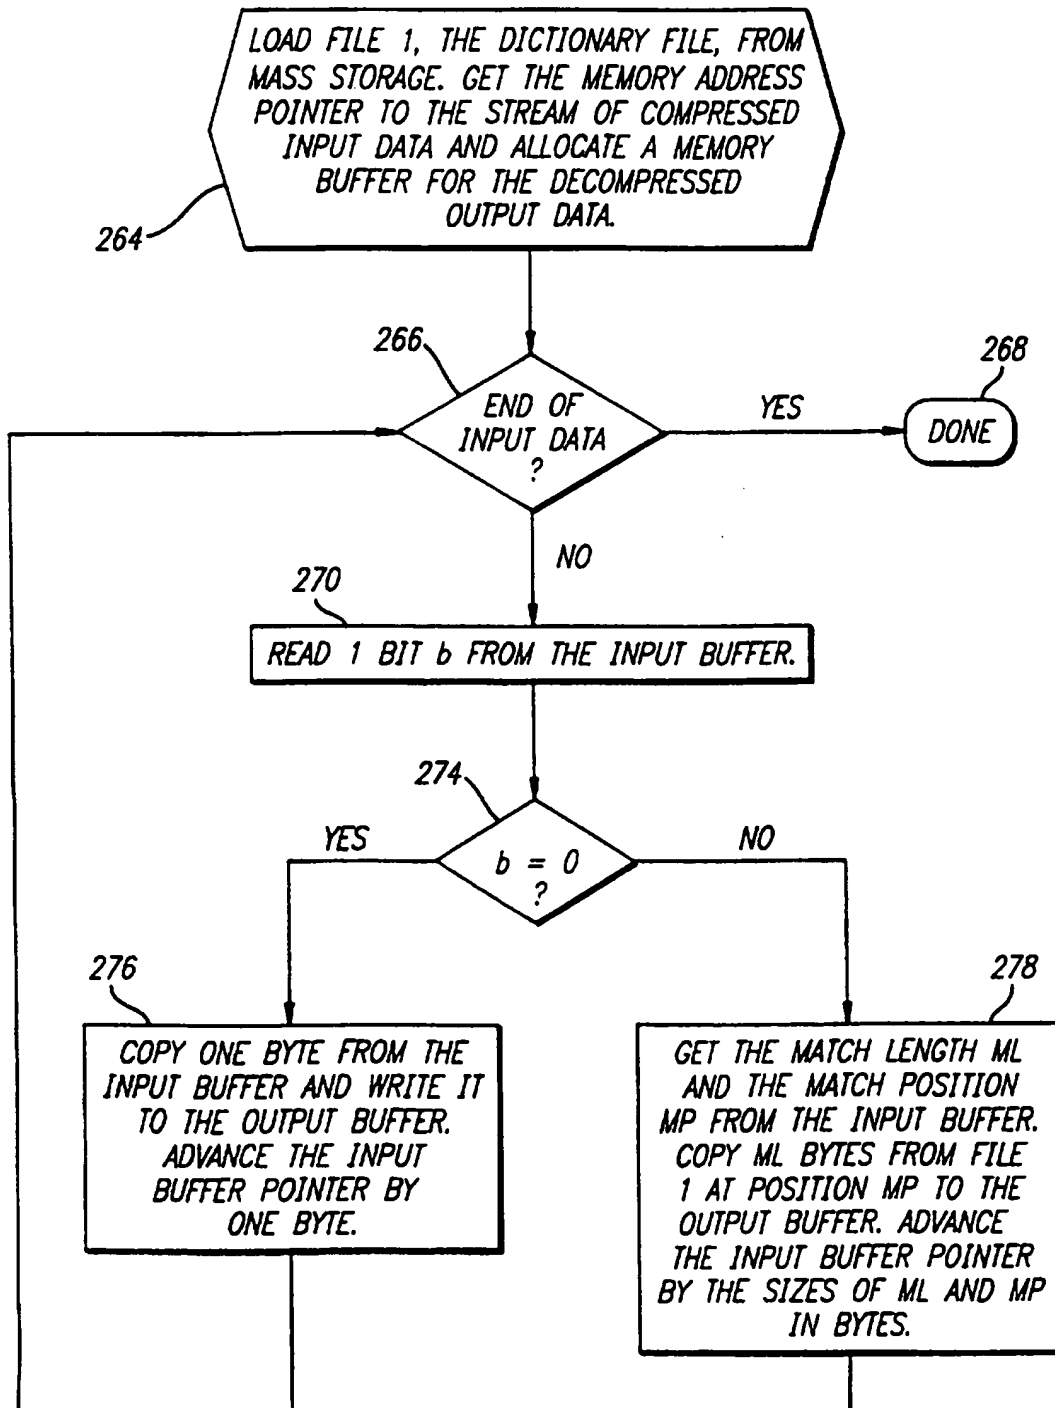 LOAD FILE 1, THE DICTIONARY FILE, FROM
MASS STORAGE. GET THE MEMORY ADDRESS
POINTER TO THE STREAM OF COMPRESSED
INPUT DATA AND ALLOCATE A MEMORY
BUFFER FOR THE DECOMPRESSED
OUTPUT DATA.
264
266
END OF
INPUT DATA
?
YES
268
DONE
NO
270
READ 1 BIT b FROM THE INPUT BUFFER.
274
b = 0
?
YES
NO
276
COPY ONE BYTE FROM THE
INPUT BUFFER AND WRITE IT
TO THE OUTPUT BUFFER.
ADVANCE THE INPUT
BUFFER POINTER BY
ONE BYTE.
278
GET THE MATCH LENGTH ML
AND THE MATCH POSITION
MP FROM THE INPUT BUFFER.
COPY ML BYTES FROM FILE
1 AT POSITION MP TO THE
OUTPUT BUFFER. ADVANCE
THE INPUT BUFFER POINTER
BY THE SIZES OF ML AND MP
IN BYTES.